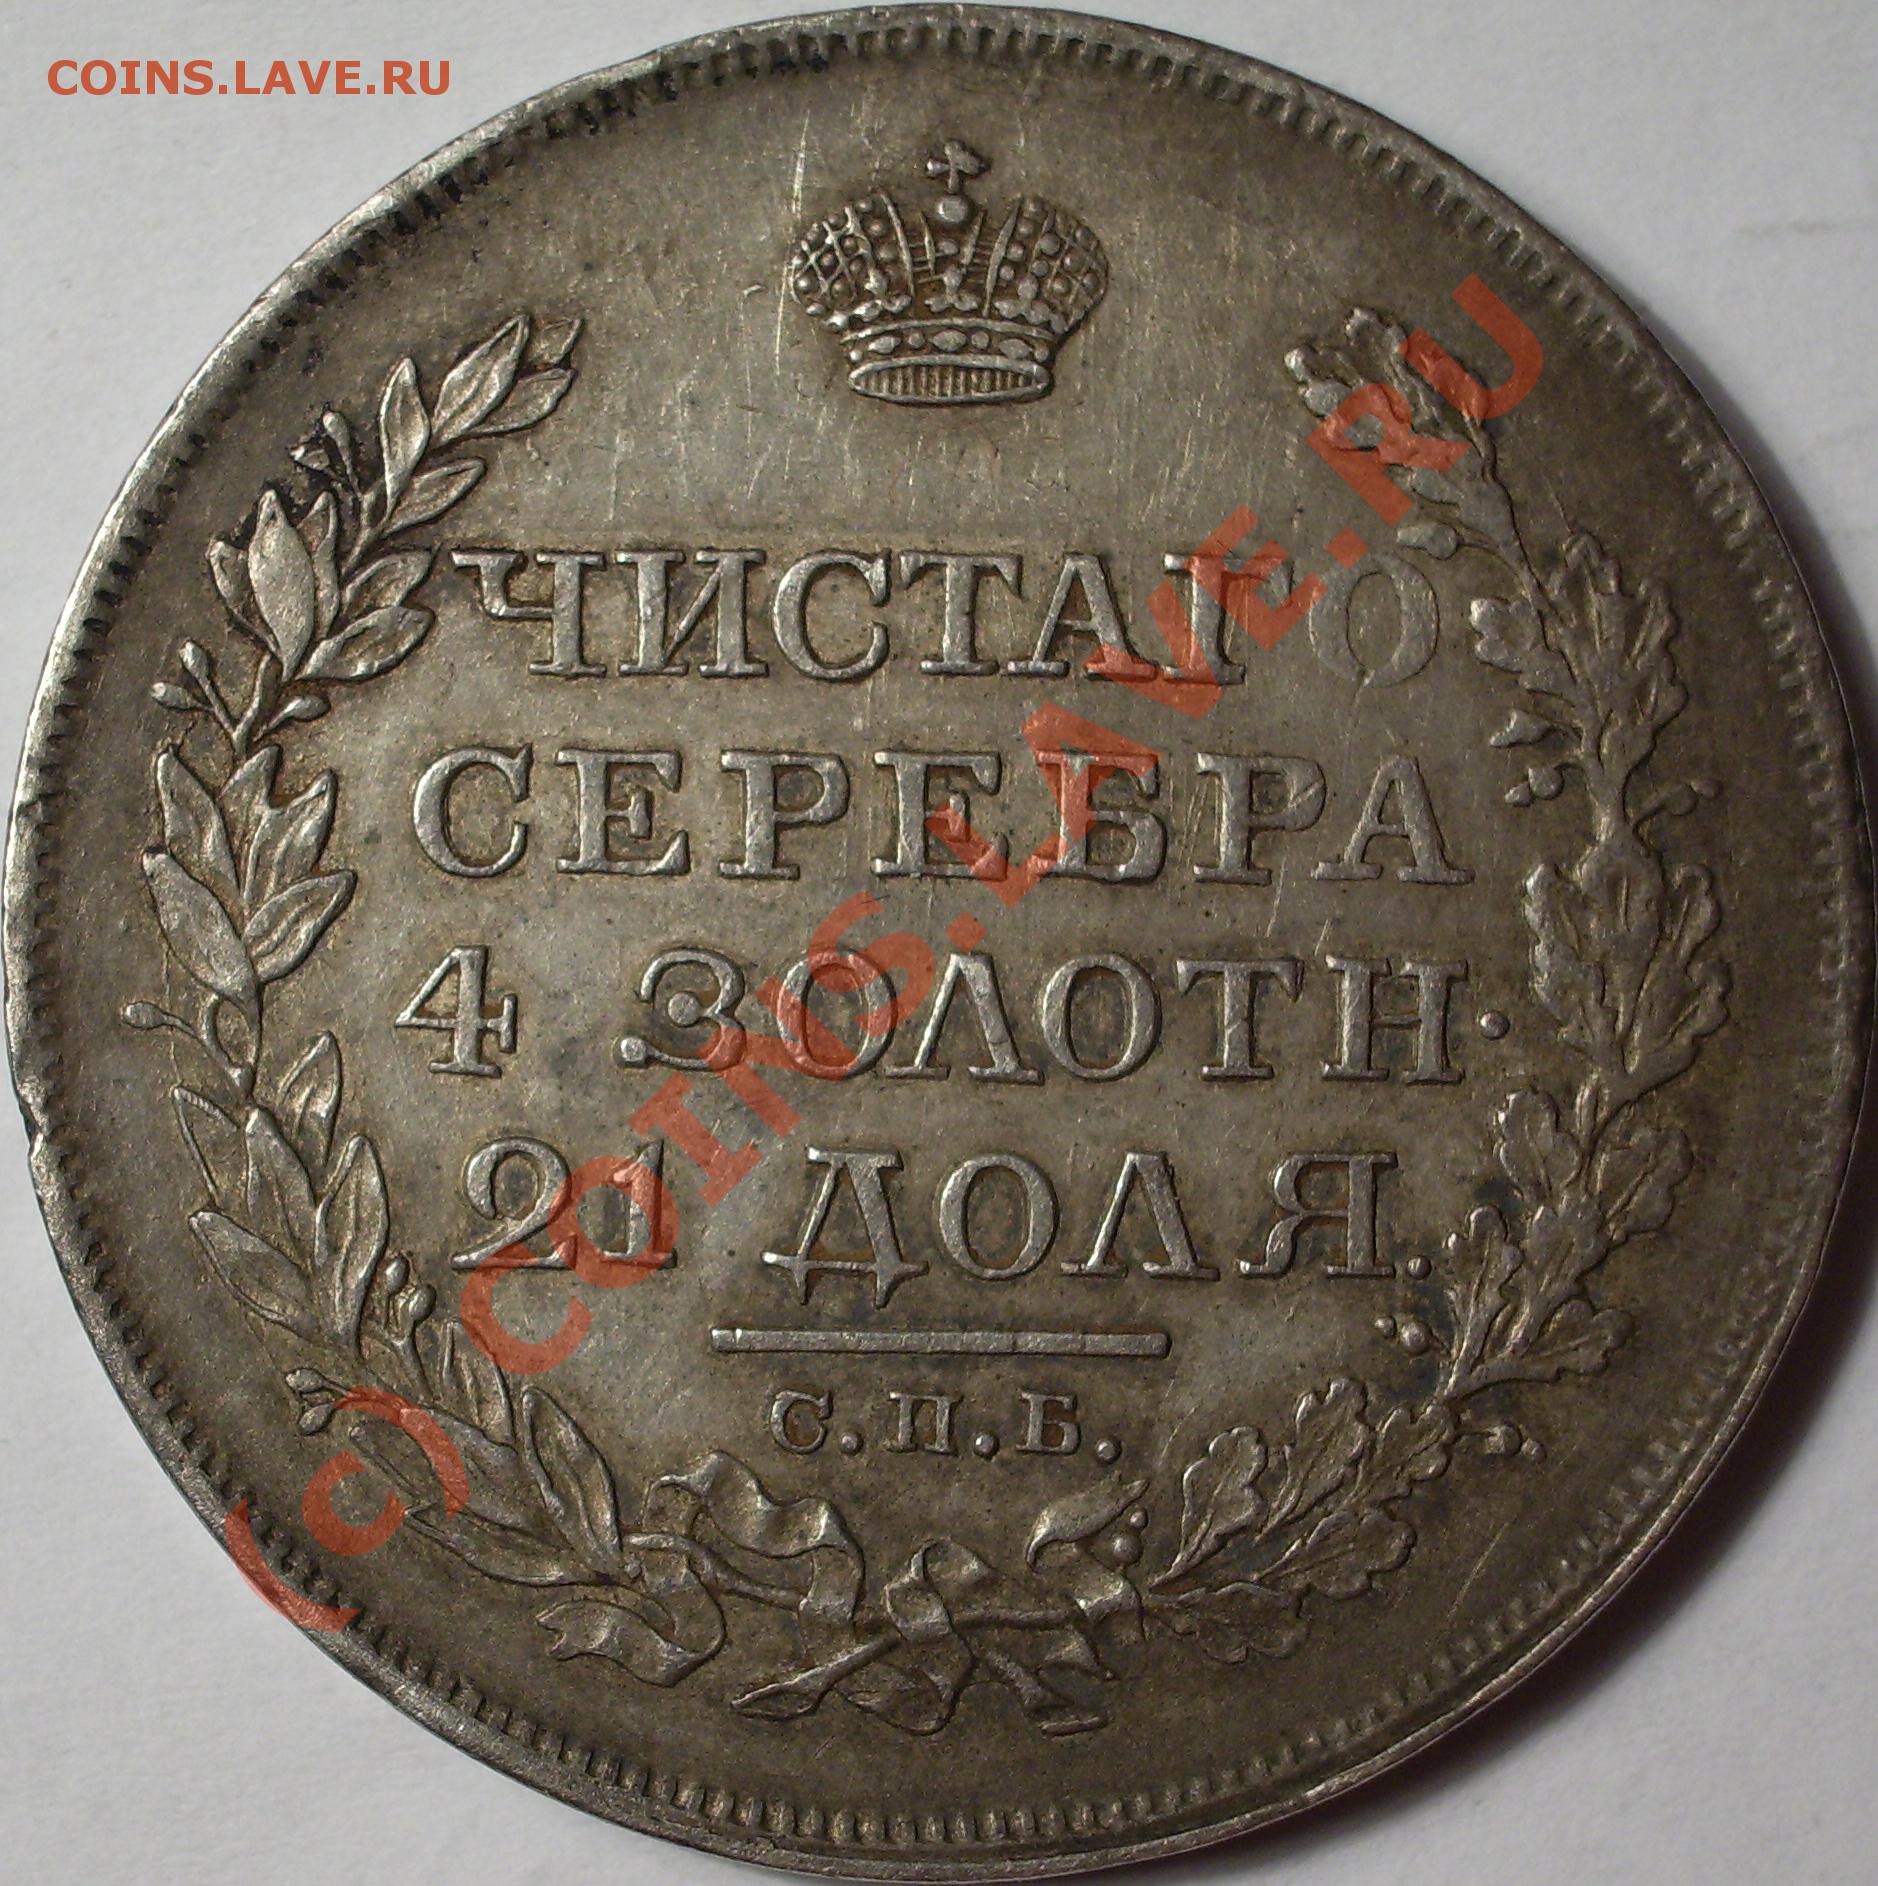 COINS.LAVE.RU
ЧИСТАГО
СЕРЕБРА
4 ЗОЛОТН.
21 ДОЛЯ.
С.П.Б.
(c) COINS.LAVE.RU